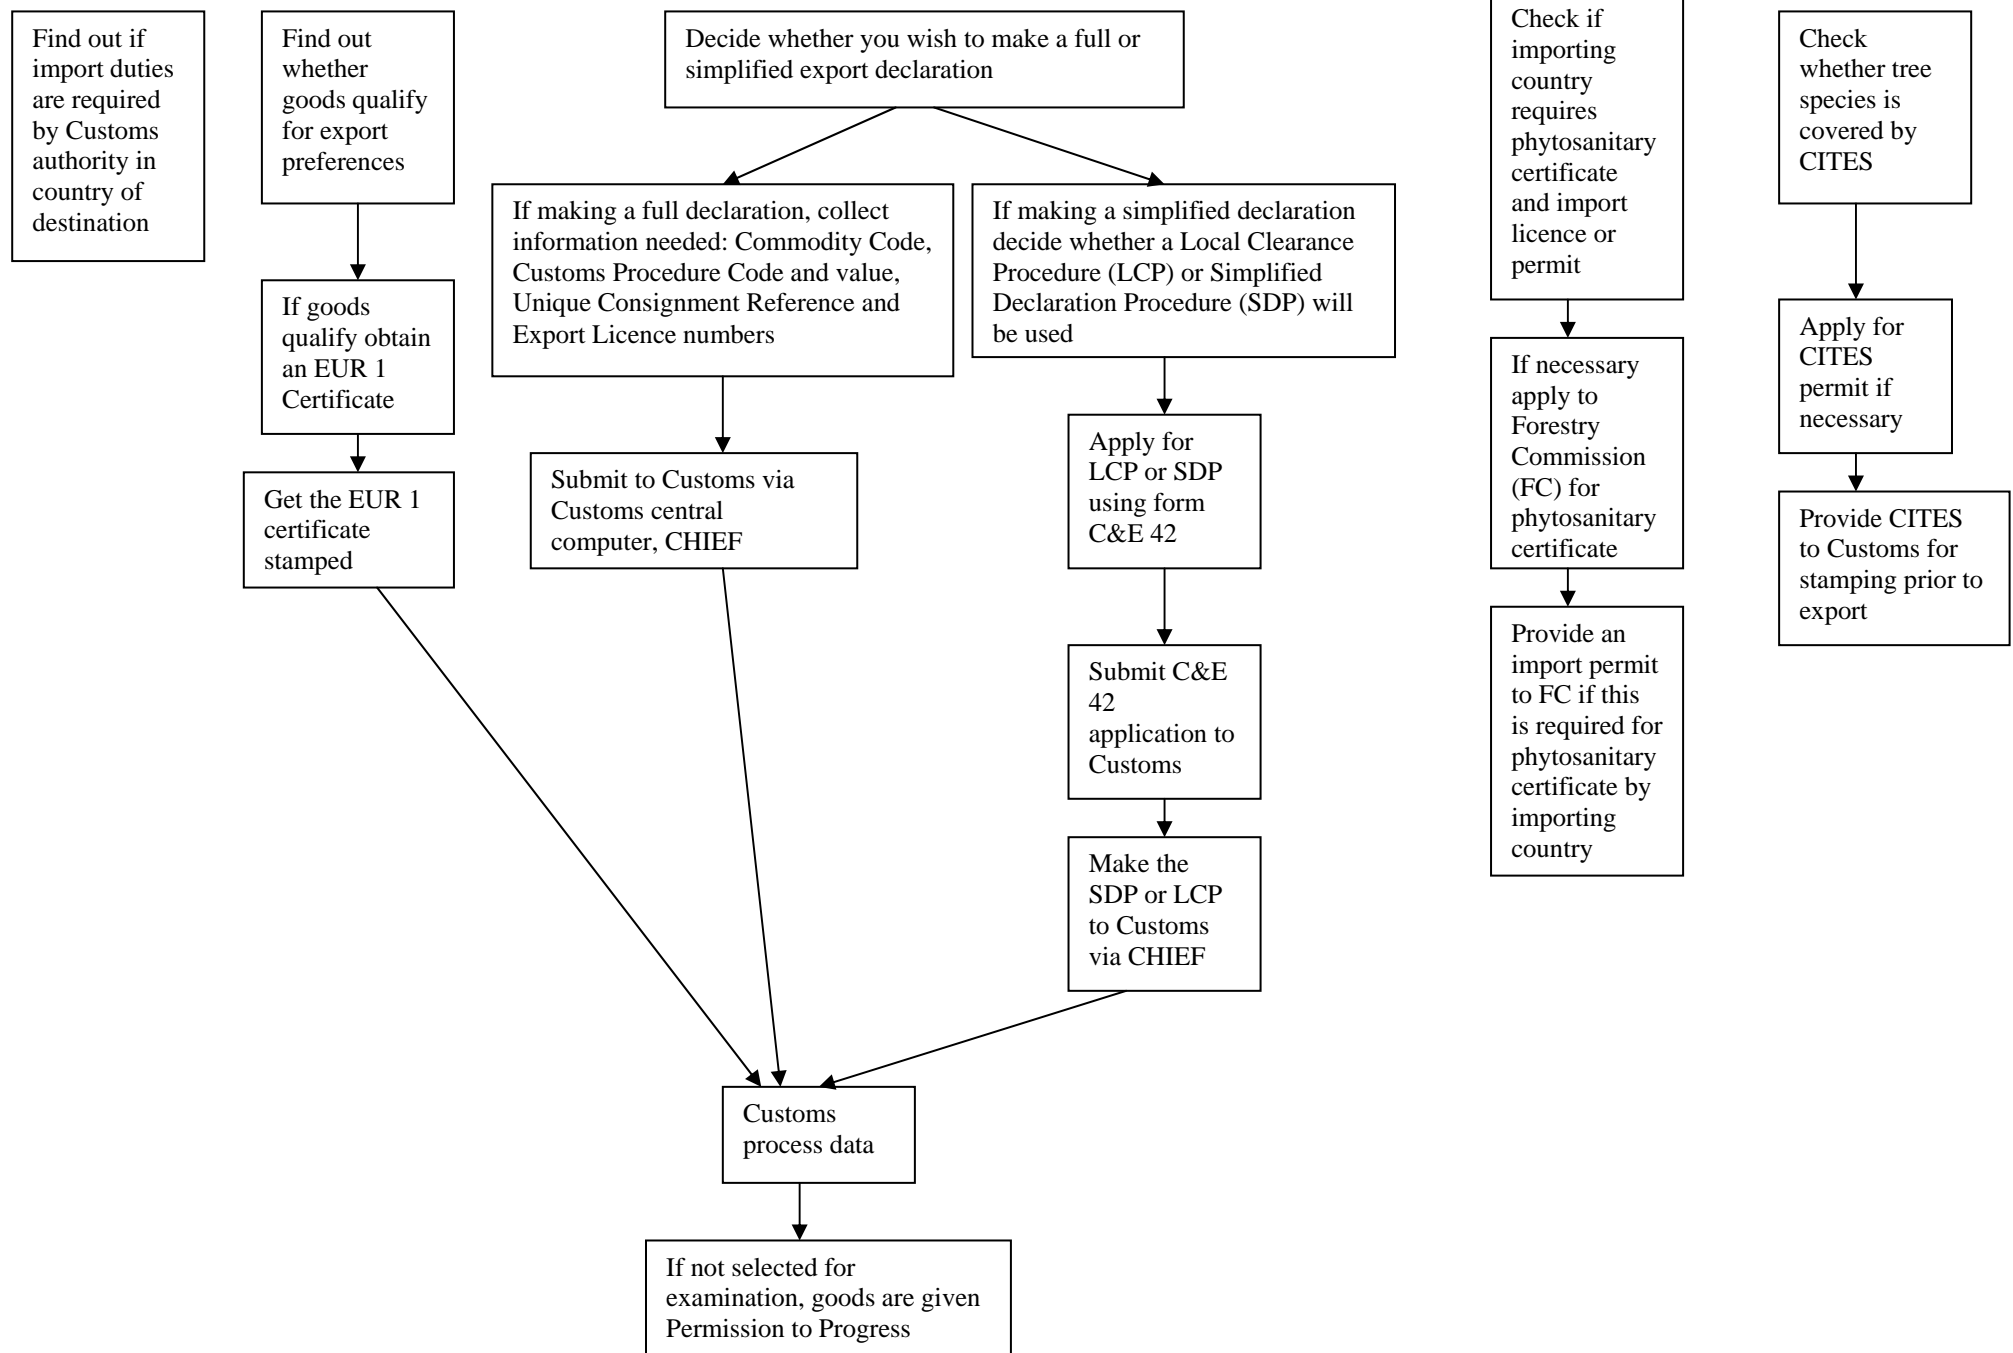 Find out if
import duties
are required
by Customs
authority in
country of
destination
Find out
whether
goods qualify
for export
preferences
If goods
qualify obtain
an EUR 1
Certificate
Get the EUR 1
certificate
stamped
Decide whether you wish to make a full or
simplified export declaration
If making a full declaration, collect
information needed: Commodity Code,
Customs Procedure Code and value,
Unique Consignment Reference and
Export Licence numbers
Submit to Customs via
Customs central
computer, CHIEF
If making a simplified declaration
decide whether a Local Clearance
Procedure (LCP) or Simplified
Declaration Procedure (SDP) will
be used
Apply for
LCP or SDP
using form
C&E 42
Submit C&E
42
application to
Customs
Make the
SDP or LCP
to Customs
via CHIEF
Customs
process data
If not selected for
examination, goods are given
Permission to Progress
Check if
importing
country
requires
phytosanitary
certificate
and import
licence or
permit
If necessary
apply to
Forestry
Commission
(FC) for
phytosanitary
certificate
Provide an
import permit
to FC if this
is required for
phytosanitary
certificate by
importing
country
Check
whether tree
species is
covered by
CITES
Apply for
CITES
permit if
necessary
Provide CITES
to Customs for
stamping prior to
export